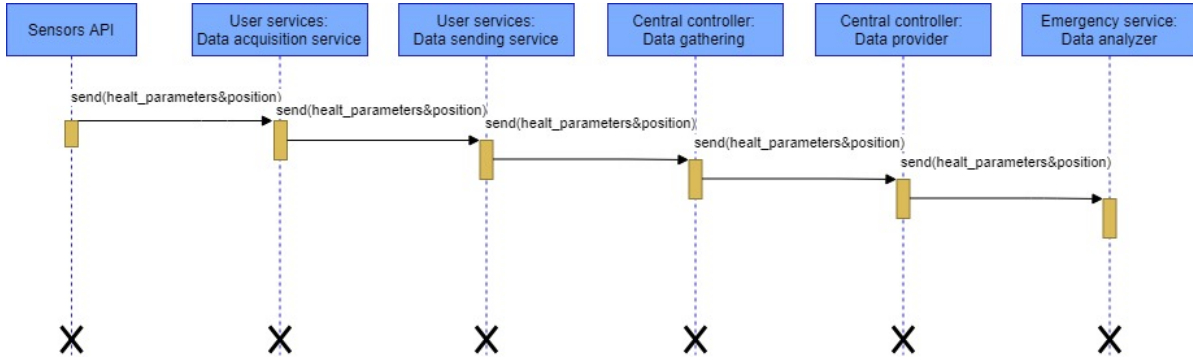 Sensors API
User services:
Data acquisition service
User services:
Data sending service
Central controller:
Data gathering
Central controller:
Data provider
Emergency service:
Data analyzer
send(healt_parameters&position)
send(healt_parameters&position)
send(healt_parameters&position)
send(healt_parameters&position)
send(healt_parameters&position)